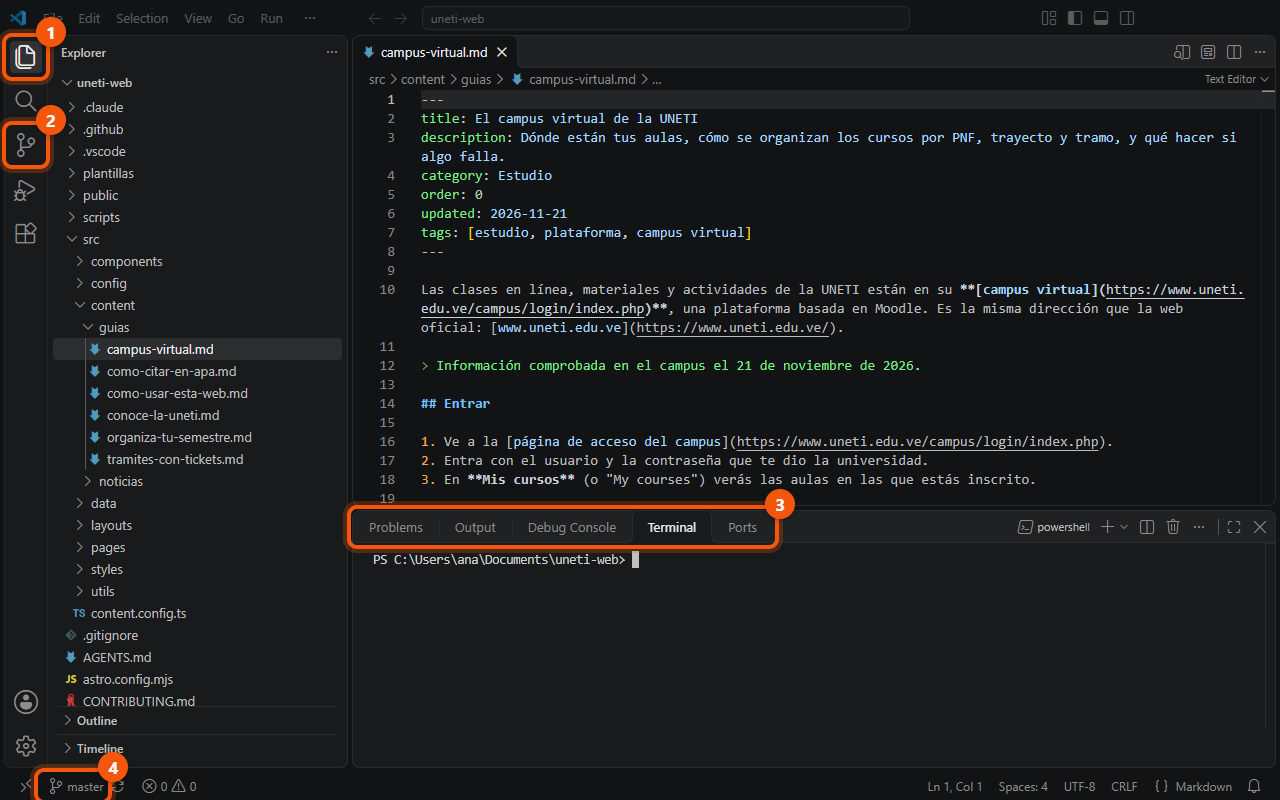 File Edit Selection View Go Run ···
uneti-web
1
2
3
4
Explorer ···
uneti-web
.claude
.github
.vscode
plantillas
public
scripts
src
components
config
content
guias
campus-virtual.md
como-citar-en-apa.md
como-usar-esta-web.md
conoce-la-uneti.md
organiza-tu-semestre.md
tramites-con-tickets.md
noticias
data
layouts
pages
styles
utils
TS content.config.ts
.gitignore
AGENTS.md
JS astro.config.mjs
CONTRIBUTING.md
Outline
Timeline
campus-virtual.md
src > content > guias > campus-virtual.md > ...
Text Editor
1 ---
2 title: El campus virtual de la UNETI
3 description: Dónde están tus aulas, cómo se organizan los cursos por PNF, trayecto y tramo, y qué hacer si
algo falla.
4 category: Estudio
5 order: 0
6 updated: 2026-11-21
7 tags: [estudio, plataforma, campus virtual]
8 ---
9
10 Las clases en línea, materiales y actividades de la UNETI están en su **[campus virtual](https://www.uneti.
edu.ve/campus/login/index.php)**, una plataforma basada en Moodle. Es la misma dirección que la web
oficial: [www.uneti.edu.ve](https://www.uneti.edu.ve/).
11
12 > Información comprobada en el campus el 21 de noviembre de 2026.
13
14 ## Entrar
15
16 1. Ve a la [página de acceso del campus](https://www.uneti.edu.ve/campus/login/index.php).
17 2. Entra con el usuario y la contraseña que te dio la universidad.
18 3. En **Mis cursos** (o "My courses") verás las aulas en las que estás inscrito.
19
Problems Output Debug Console Terminal Ports
powershell
PS C:\Users\ana\Documents\uneti-web>
master 0 0
Ln 1, Col 1 Spaces: 4 UTF-8 CRLF { } Markdown